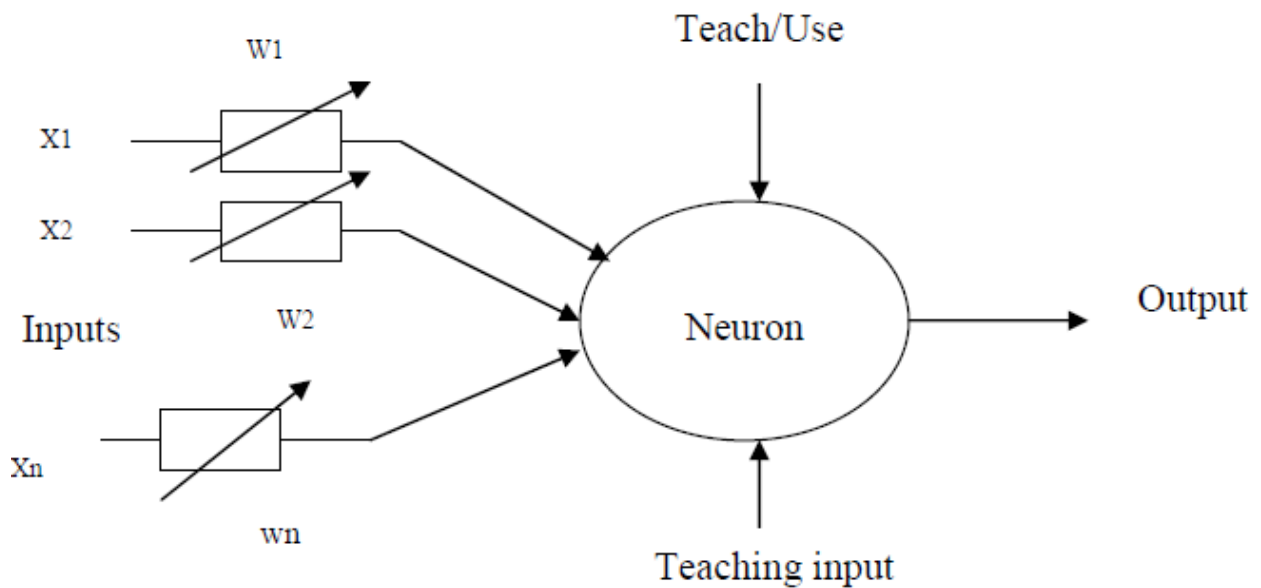 Teach/Use
W1
X1
X2
Output
W2
Inputs
Neuron
Xn
wn
Teaching input